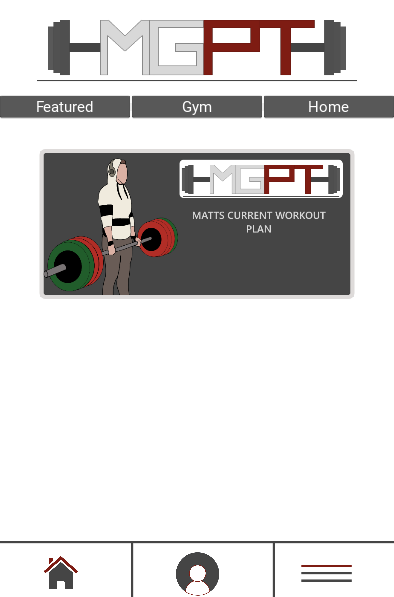 MGPT
Featured Gym Home
MGPT
MATTS CURRENT WORKOUT
PLAN